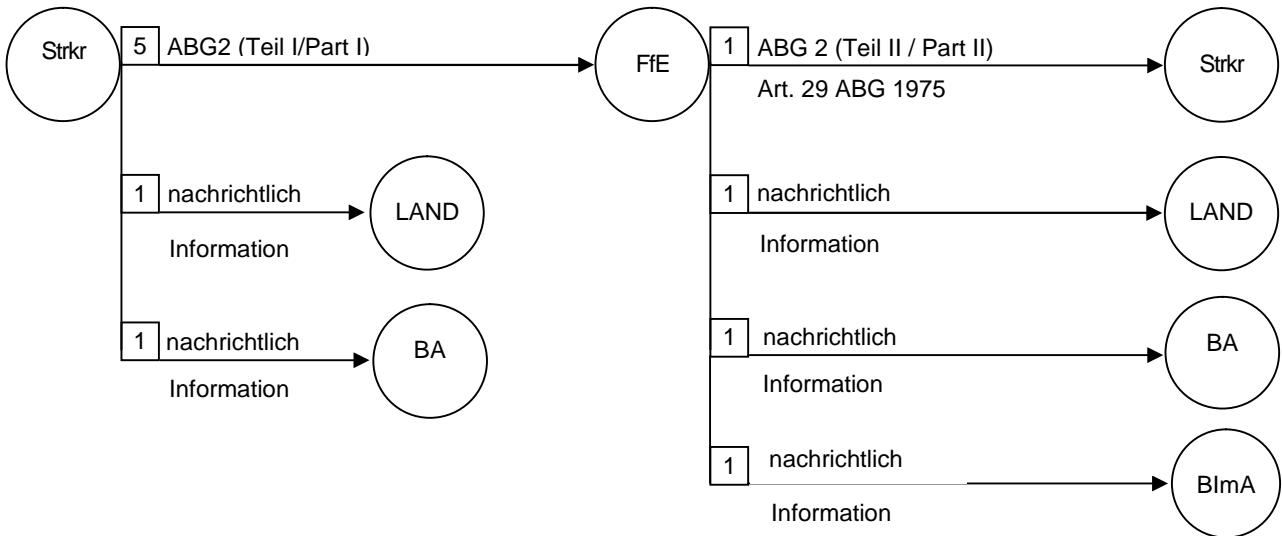 Strkr
5 ABG2 (Teil I/Part I)
FfE
1 ABG 2 (Teil II / Part II)
Art. 29 ABG 1975
Strkr
1 nachrichtlich
Information
LAND
1 nachrichtlich
Information
LAND
1 nachrichtlich
Information
BA
1 nachrichtlich
Information
BA
1 nachrichtlich
Information
BImA